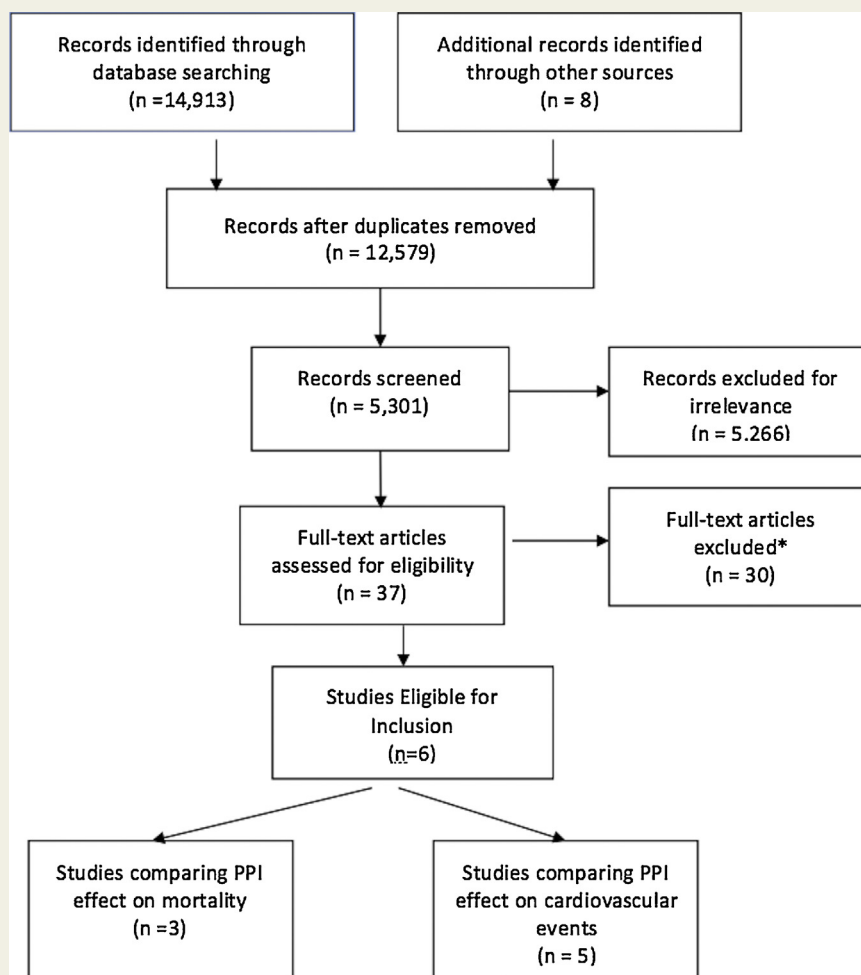 Records identified through
database searching
(n =14,913)
Additional records identified
through other sources
(n = 8)
Records after duplicates removed
(n = 12,579)
Records screened
(n = 5,301)
Records excluded for
irrelevance
(n = 5.266)
Full-text articles
assessed for eligibility
(n = 37)
Full-text articles
excluded*
(n = 30)
Studies Eligible for
Inclusion
(n=6)
Studies comparing PPI
effect on mortality
(n =3)
Studies comparing PPI
effect on cardiovascular
events
(n = 5)